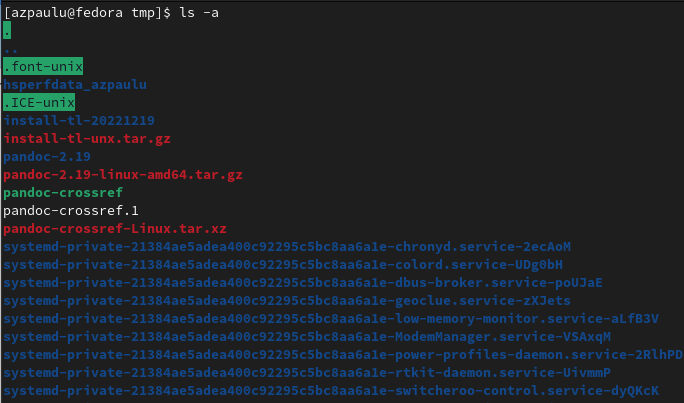 [azpaulu@fedora tmp]$ ls -a
.
..
.font-unix
hsperfdata_azpaulu
.ICE-unix
install-tl-20221219
install-tl-unx.tar.gz
pandoc-2.19
pandoc-2.19-linux-amd64.tar.gz
pandoc-crossref
pandoc-crossref.1
pandoc-crossref-Linux.tar.xz
systemd-private-21384ae5adea400c92295c5bc8aa6a1e-chronyd.service-2ecAoM
systemd-private-21384ae5adea400c92295c5bc8aa6a1e-colord.service-UDg0bH
systemd-private-21384ae5adea400c92295c5bc8aa6a1e-dbus-broker.service-poUJaE
systemd-private-21384ae5adea400c92295c5bc8aa6a1e-geoclue.service-zXJets
systemd-private-21384ae5adea400c92295c5bc8aa6a1e-low-memory-monitor.service-aLfB3V
systemd-private-21384ae5adea400c92295c5bc8aa6a1e-ModemManager.service-VSAxqM
systemd-private-21384ae5adea400c92295c5bc8aa6a1e-power-profiles-daemon.service-2RlhPD
systemd-private-21384ae5adea400c92295c5bc8aa6a1e-rtkit-daemon.service-UivmmP
systemd-private-21384ae5adea400c92295c5bc8aa6a1e-switcheroo-control.service-dyQKcK